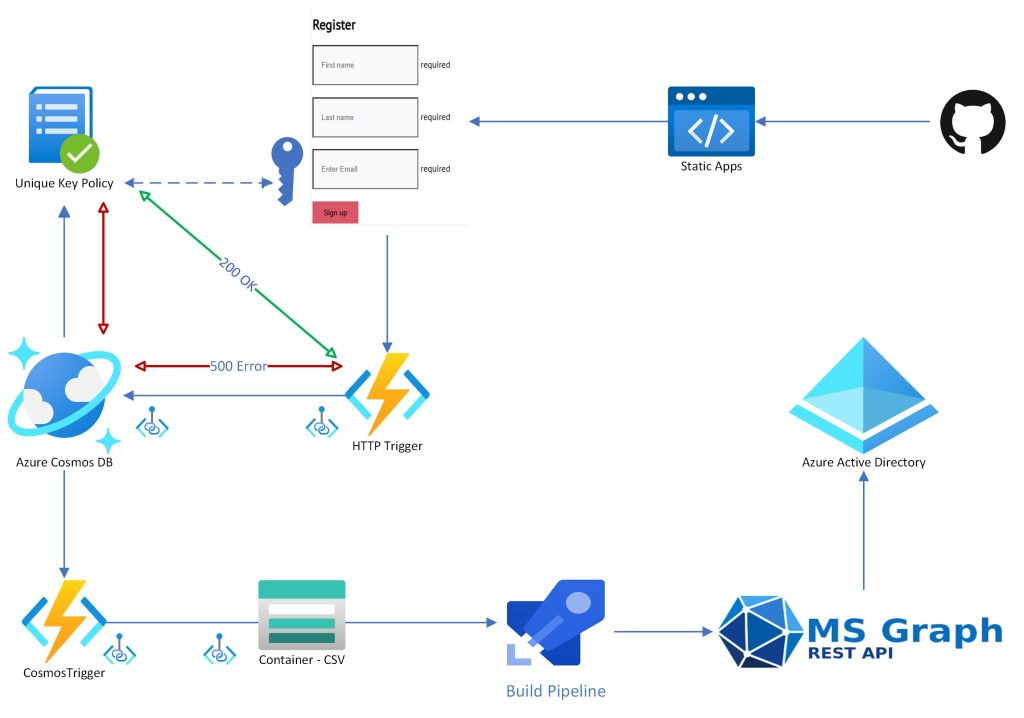 Register
First name
required
Last name
required
Enter Email
required
Sign up
Static Apps
Unique Key Policy
200 OK
500 Error
HTTP Trigger
Azure Cosmos DB
Azure Active Directory
CosmosTrigger
Container - CSV
Build Pipeline
MS Graph
REST API